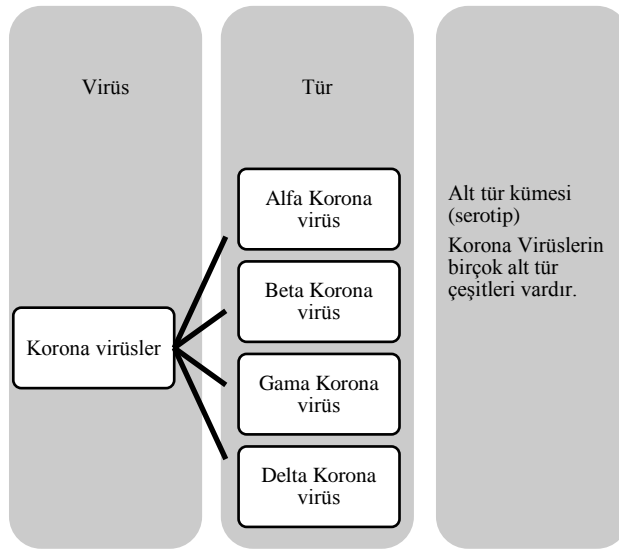 Virüs
Tür
Alfa Korona
virüs
Beta Korona
virüs
Gama Korona
virüs
Delta Korona
virüs
Korona virüsler
Alt tür kümesi
(serotip)
Korona Virüslerin
birçok alt tür
çeşitleri vardır.